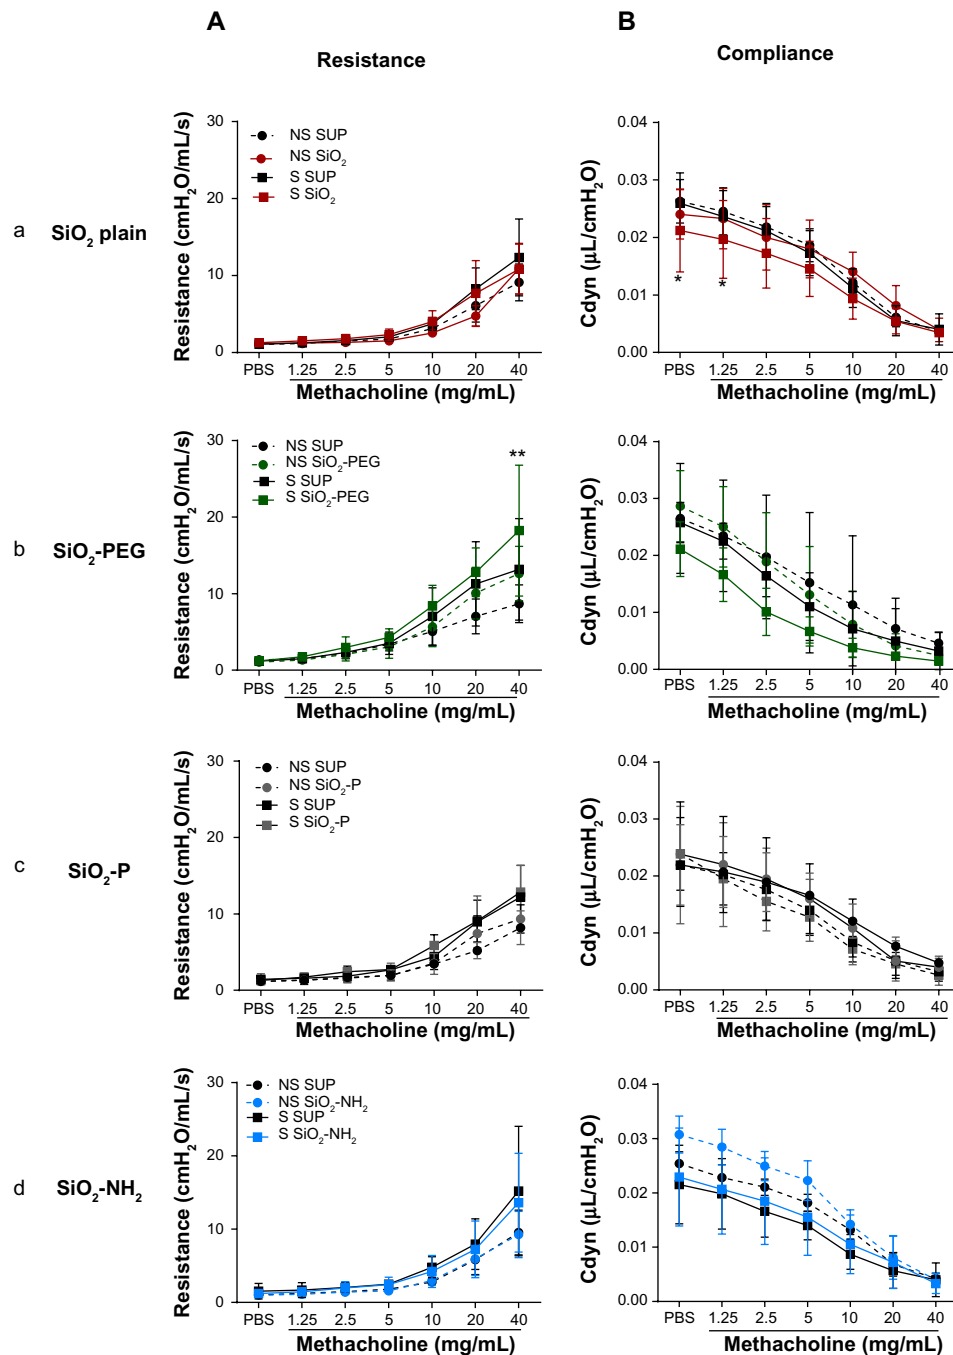 A
B
Resistance
Compliance
a
SiO₂ plain
Resistance (cmH₂O/mL/s)
30
20
10
0
NS SUP
NS SiO₂
S SUP
S SiO₂
PBS 1.25 2.5 5 10 20 40
Methacholine (mg/mL)
Cdyn (μL/cmH₂O)
0.04
0.03
0.02
0.01
0.00
*
*
PBS 1.25 2.5 5 10 20 40
Methacholine (mg/mL)
b
SiO₂-PEG
Resistance (cmH₂O/mL/s)
30
20
10
0
NS SUP
NS SiO₂-PEG
S SUP
S SiO₂-PEG
**
PBS 1.25 2.5 5 10 20 40
Methacholine (mg/mL)
Cdyn (μL/cmH₂O)
0.04
0.03
0.02
0.01
0.00
PBS 1.25 2.5 5 10 20 40
Methacholine (mg/mL)
c
SiO₂-P
Resistance (cmH₂O/mL/s)
30
20
10
0
NS SUP
NS SiO₂-P
S SUP
S SiO₂-P
PBS 1.25 2.5 5 10 20 40
Methacholine (mg/mL)
Cdyn (μL/cmH₂O)
0.04
0.03
0.02
0.01
0.00
PBS 1.25 2.5 5 10 20 40
Methacholine (mg/mL)
d
SiO₂-NH₂
Resistance (cmH₂O/mL/s)
30
20
10
0
NS SUP
NS SiO₂-NH₂
S SUP
S SiO₂-NH₂
PBS 1.25 2.5 5 10 20 40
Methacholine (mg/mL)
Cdyn (μL/cmH₂O)
0.04
0.03
0.02
0.01
0.00
PBS 1.25 2.5 5 10 20 40
Methacholine (mg/mL)